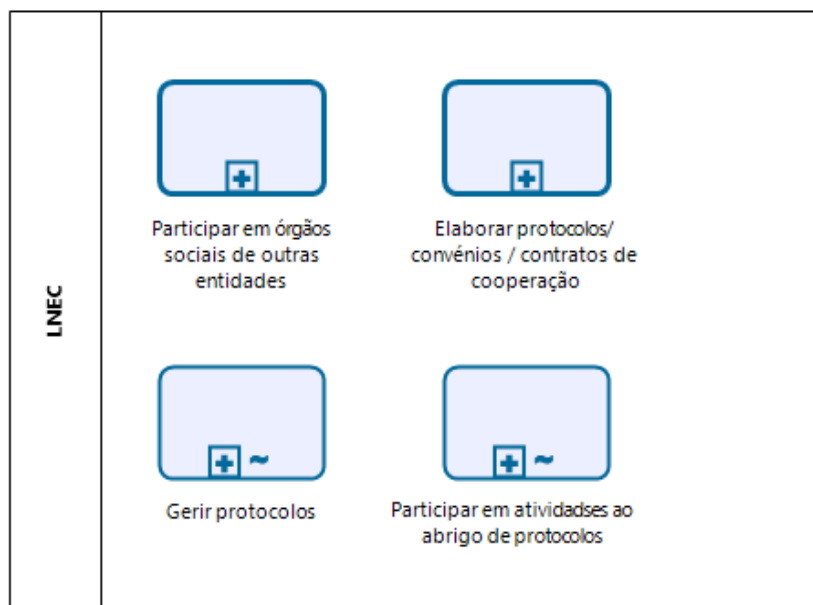 LNEC
Participar em órgãos
sociais de outras
entidades
Elaborar protocolos/
convénios / contratos de
cooperação
Gerir protocolos
Participar em atividadses ao
abrigo de protocolos